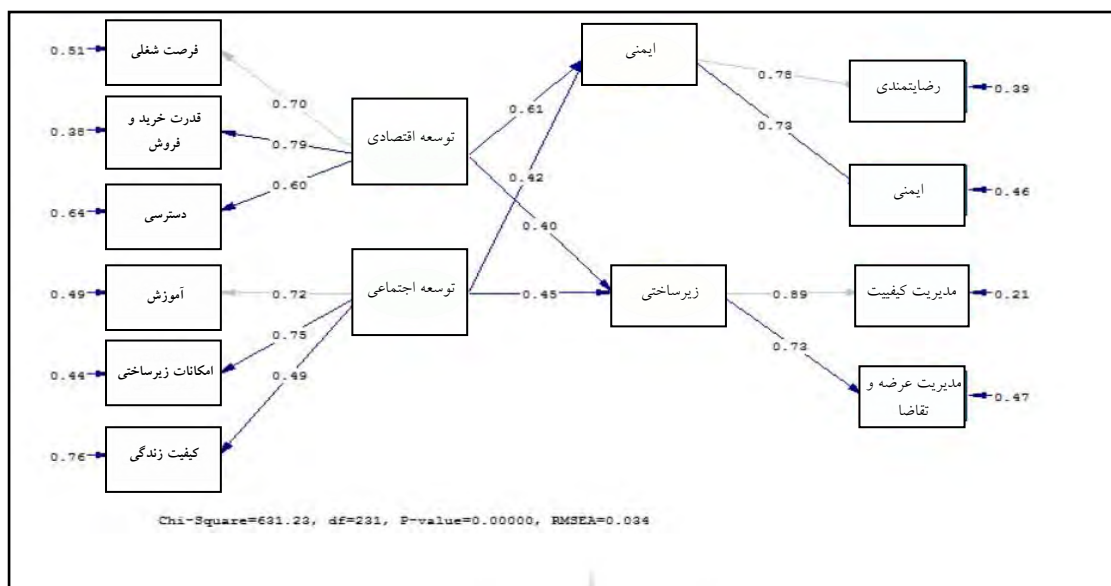 فرصت شغلی
0.51
قدرت خرید و
فروش
0.38
دسترسی
0.64
آموزش
0.49
امکانات زیرساختی
0.44
کیفیت زندگی
0.76
0.70
0.79
0.60
توسعه اقتصادی
0.72
0.75
0.49
توسعه اجتماعی
0.61
0.42
0.40
0.45
ایمنی
زیرساختی
0.78
0.73
0.89
0.73
رضایتمندی
0.39
ایمنی
0.46
مدیریت کیفییت
0.21
مدیریت عرضه و
تقاضا
0.47
Chi-Square=631.23, df=231, P-value=0.00000, RMSEA=0.034